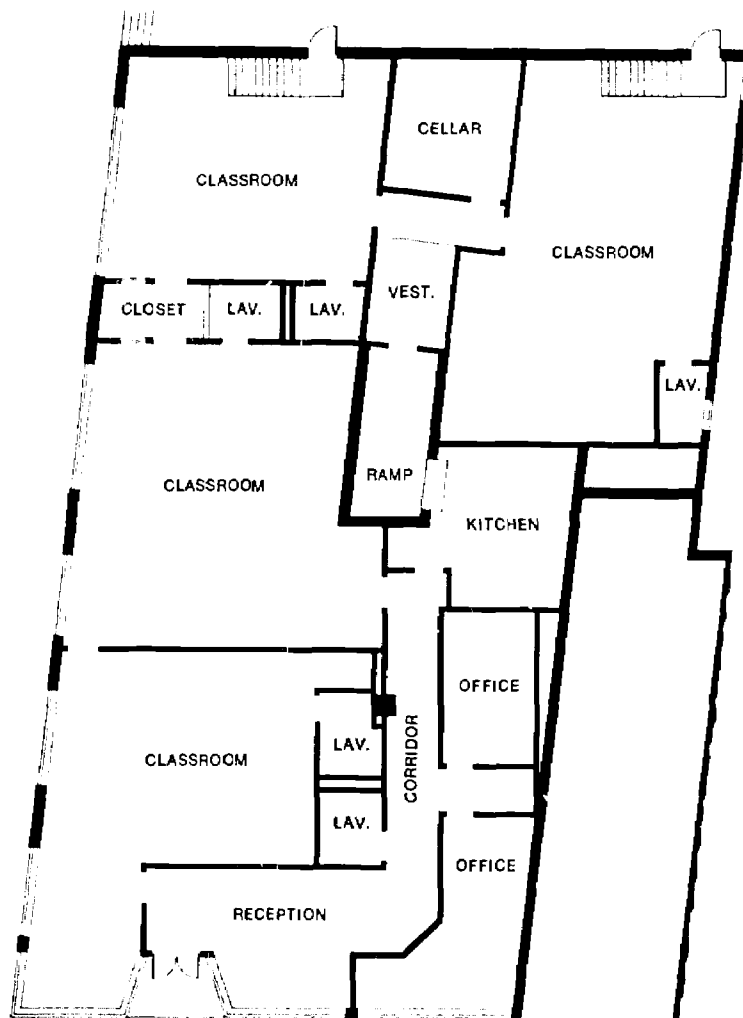 CELLAR
CLASSROOM
CLASSROOM
VEST.
CLOSET
LAV.
LAV.
LAV.
RAMP
CLASSROOM
KITCHEN
OFFICE
CORRIDOR
LAV.
CLASSROOM
LAV.
OFFICE
RECEPTION